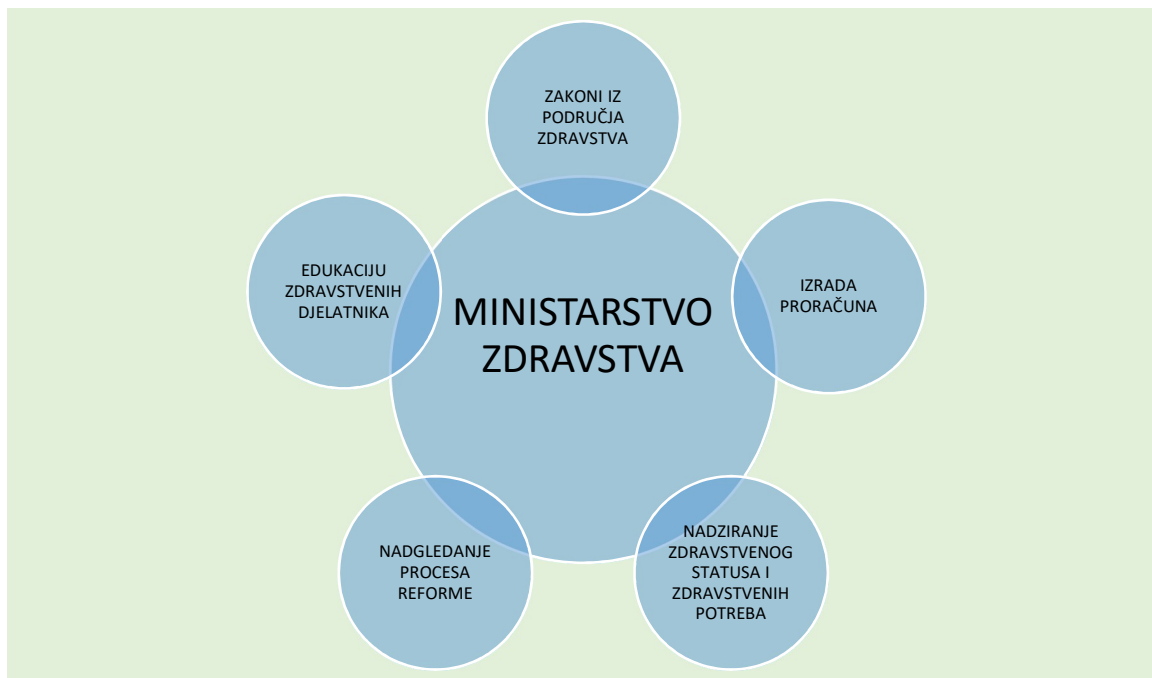 ZAKONI IZ
PODRUČJA
ZDRAVSTVA
EDUKACIJU
ZDRAVSTVENIH
DJELATNIKA
MINISTARSTVO
ZDRAVSTVA
IZRADA
PRORAČUNA
NADGLEDANJE
PROCESA
REFORME
NADZIRANJE
ZDRAVSTVENOG
STATUSA I
ZDRAVSTVENIH
POTREBA